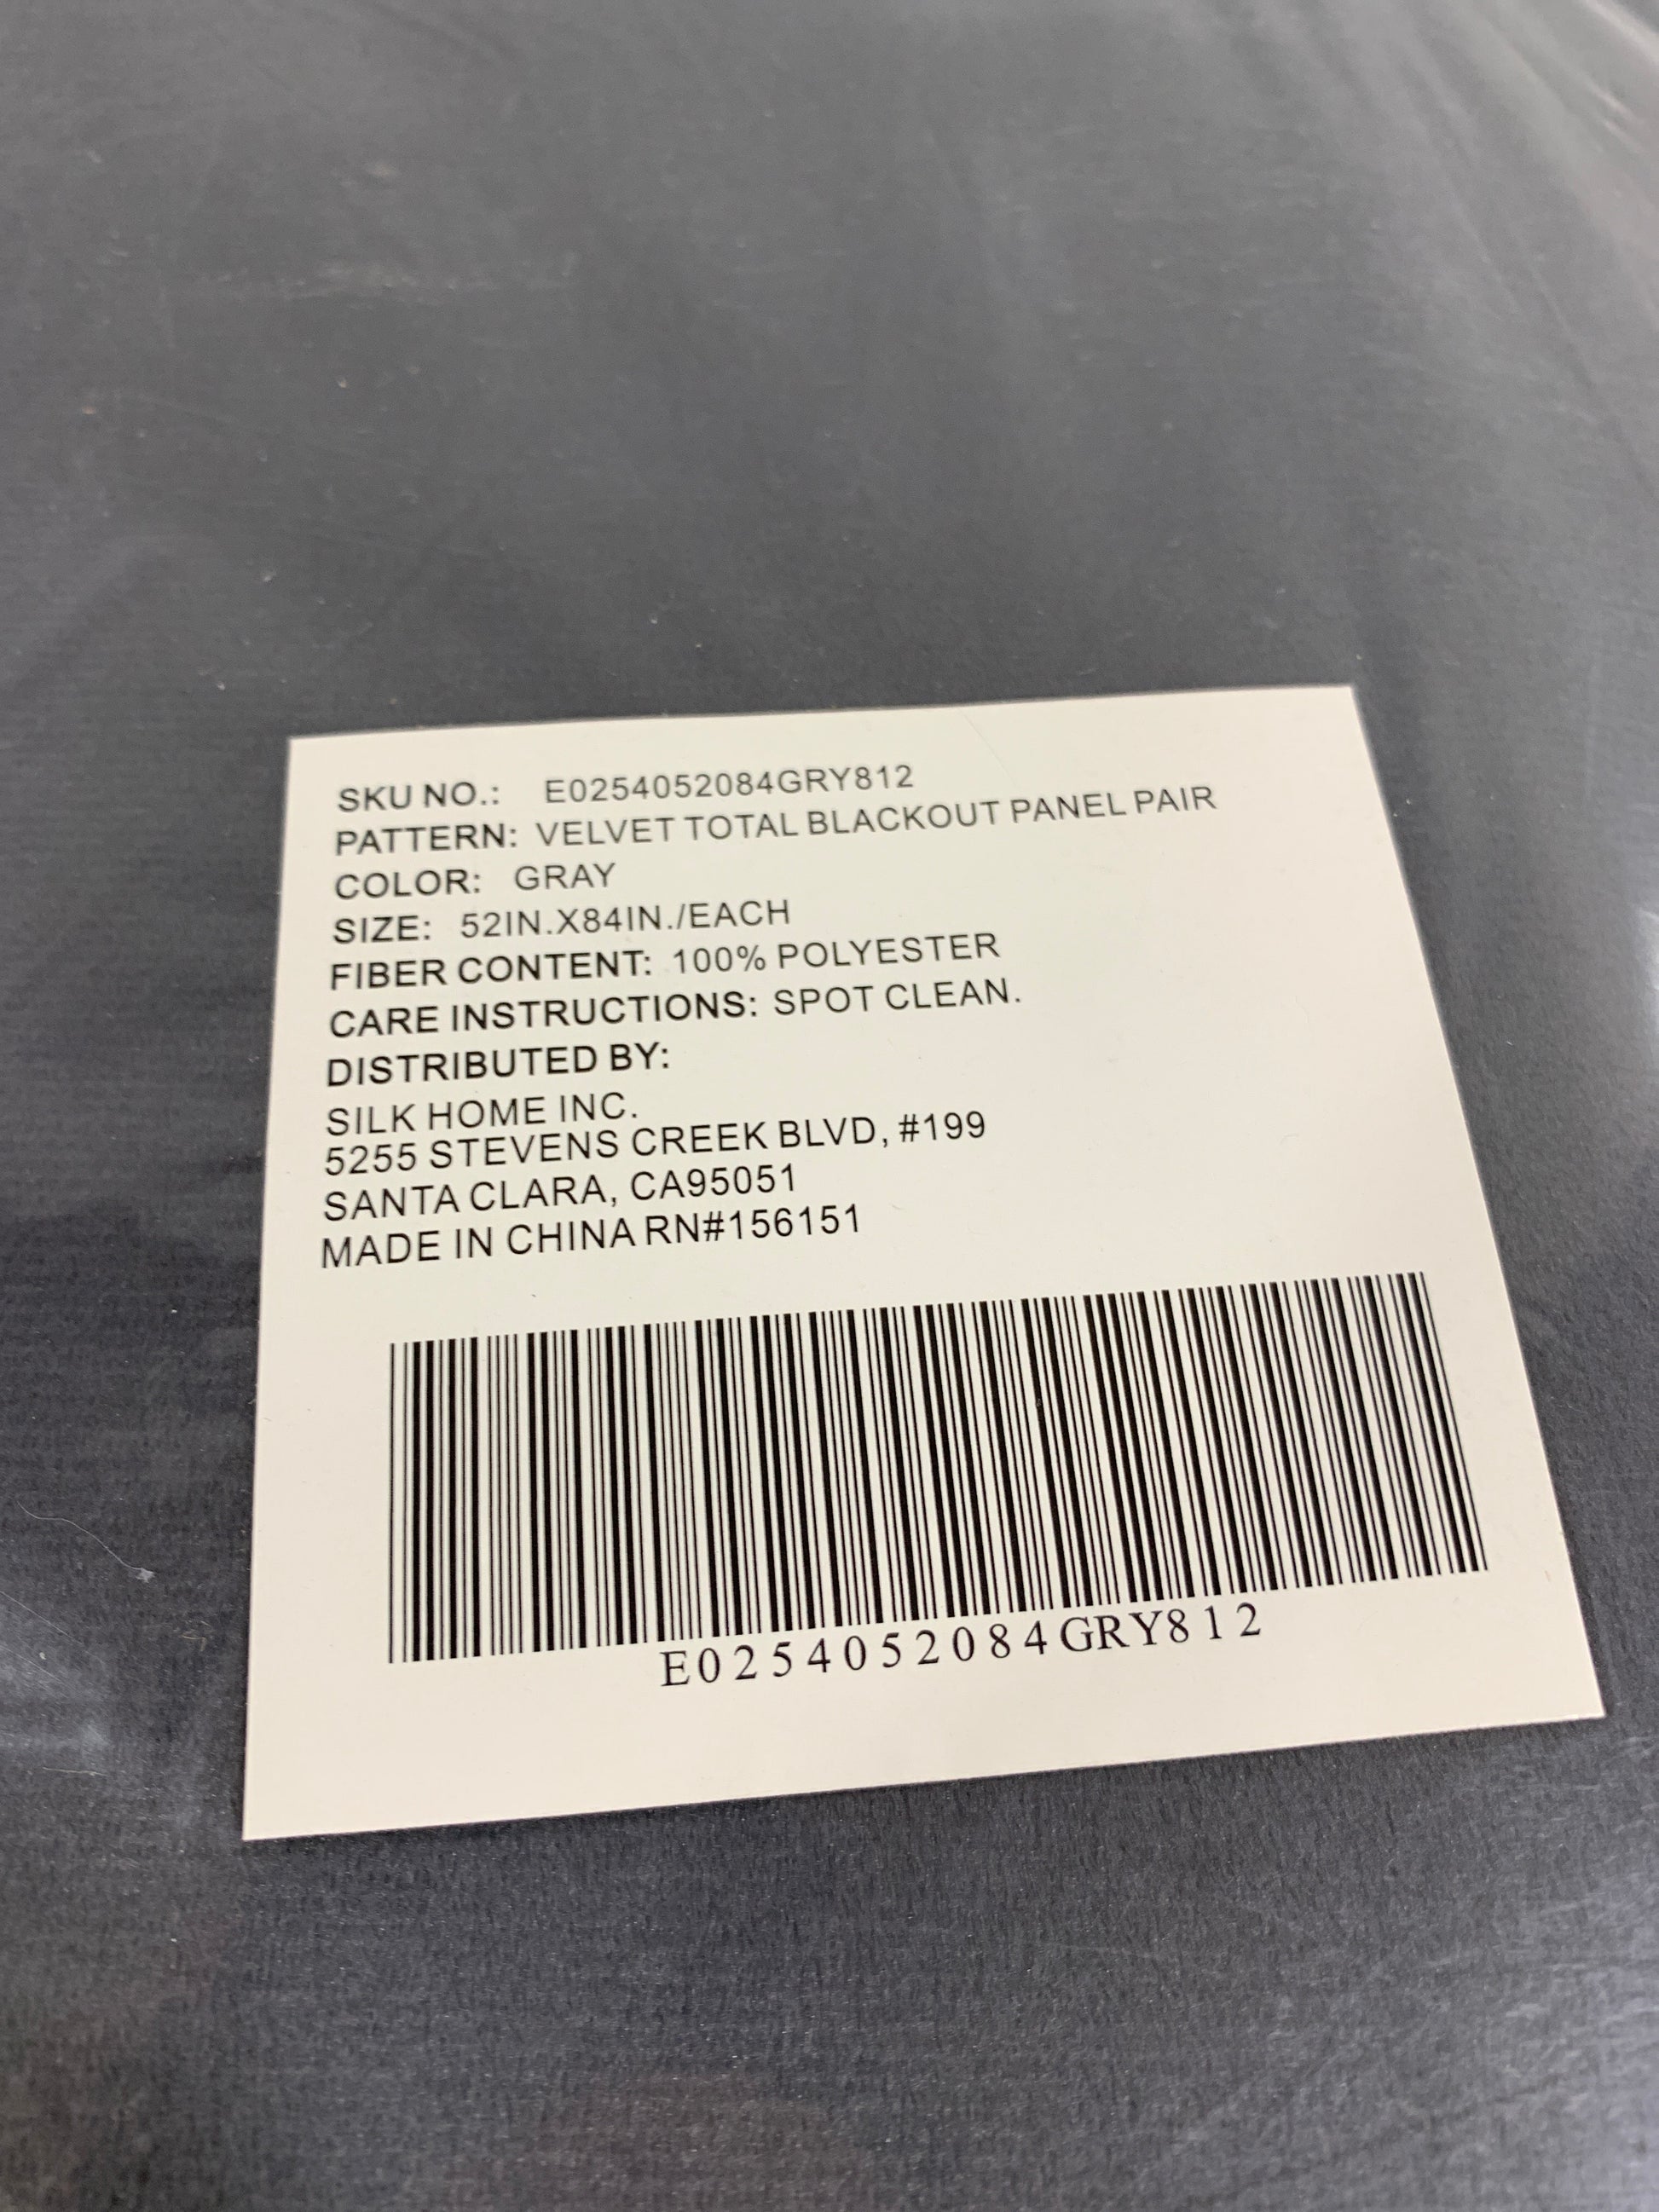 SKU NO.: E0254052084GRY812
PATTERN: VELVET TOTAL BLACKOUT PANEL PAIR
COLOR: GRAY
SIZE: 52IN.X84IN./EACH
FIBER CONTENT: 100% POLYESTER
CARE INSTRUCTIONS: SPOT CLEAN.
DISTRIBUTED BY:
SILK HOME INC.
5255 STEVENS CREEK BLVD, #199
SANTA CLARA, CA95051
MADE IN CHINA RN#156151
E0254052084GRY812